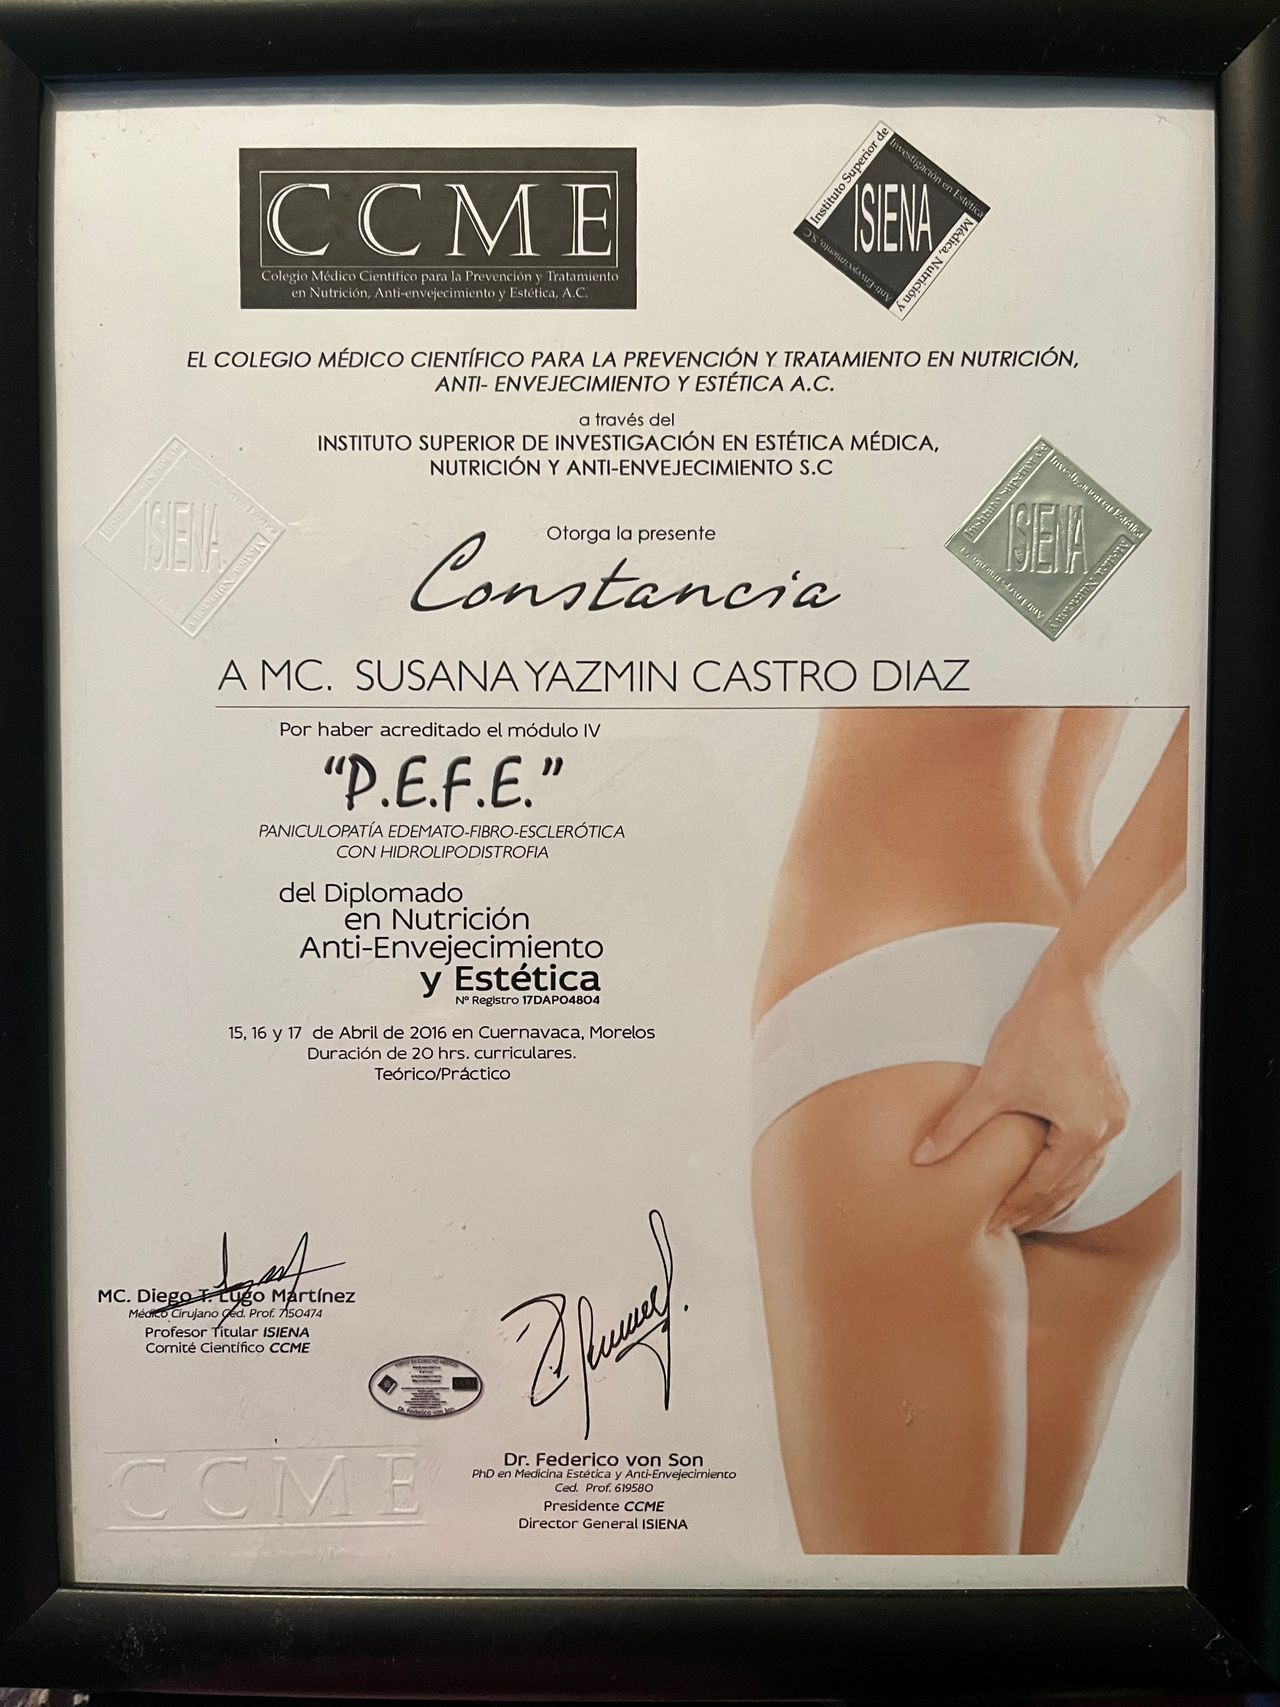 CCME
Colegio Médico Científico para la Prevención y Tratamiento
en Nutrición, Anti-envejecimiento y Estética, A.C.
Instituto Superior de
Investigación en Estética
Médica, Nutrición y
Anti-Envejecimiento, S.C.
ISIENA
EL COLEGIO MÉDICO CIENTÍFICO PARA LA PREVENCIÓN Y TRATAMIENTO EN NUTRICIÓN,
ANTI- ENVEJECIMIENTO Y ESTÉTICA A.C.
a través del
INSTITUTO SUPERIOR DE INVESTIGACIÓN EN ESTÉTICA MÉDICA,
NUTRICIÓN Y ANTI-ENVEJECIMIENTO S.C
ISIENA
ISIENA
Otorga la presente
Constancia
A MC. SUSANA YAZMIN CASTRO DIAZ
Por haber acreditado el módulo IV
"P.E.F.E."
PANICULOPATÍA EDEMATO-FIBRO-ESCLERÓTICA
CON HIDROLIPODISTROFIA
del Diplomado
en Nutrición
Anti-Envejecimiento
y Estética
Nº Registro 17DAP04804
15, 16 y 17 de Abril de 2016 en Cuernavaca, Morelos
Duración de 20 hrs. curriculares.
Teórico/Práctico
MC. Diego T. Lugo Martínez
Médico Cirujano Ced. Prof. 7150474
Profesor Titular ISIENA
Comité Científico CCME
Dr. Federico von Son
Dr. Federico von Son
PhD en Medicina Estética y Anti-Envejecimiento
Ced. Prof. 619580
Presidente CCME
Director General ISIENA
CCME